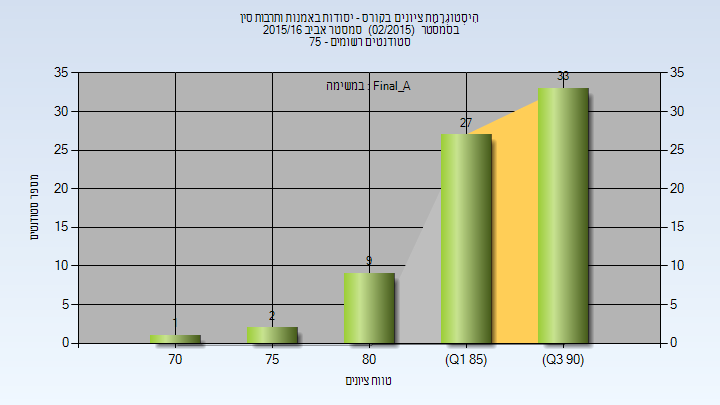 הִיסְטוֹגְרַמַת ציונים בקורס - יסודות באמנות ותרבות סין
בסמסטר (02/2015) סמסטר אביב 2015/16
סטודנטים רשומים - 75
במשימה : Final_A
מספר סטודנטים
35 35
30 30
25 25
20 20
15 15
10 10
5 5
0 0
1 2 9 27 33
70 75 80 (Q1 85) (Q3 90)
טווח ציונים